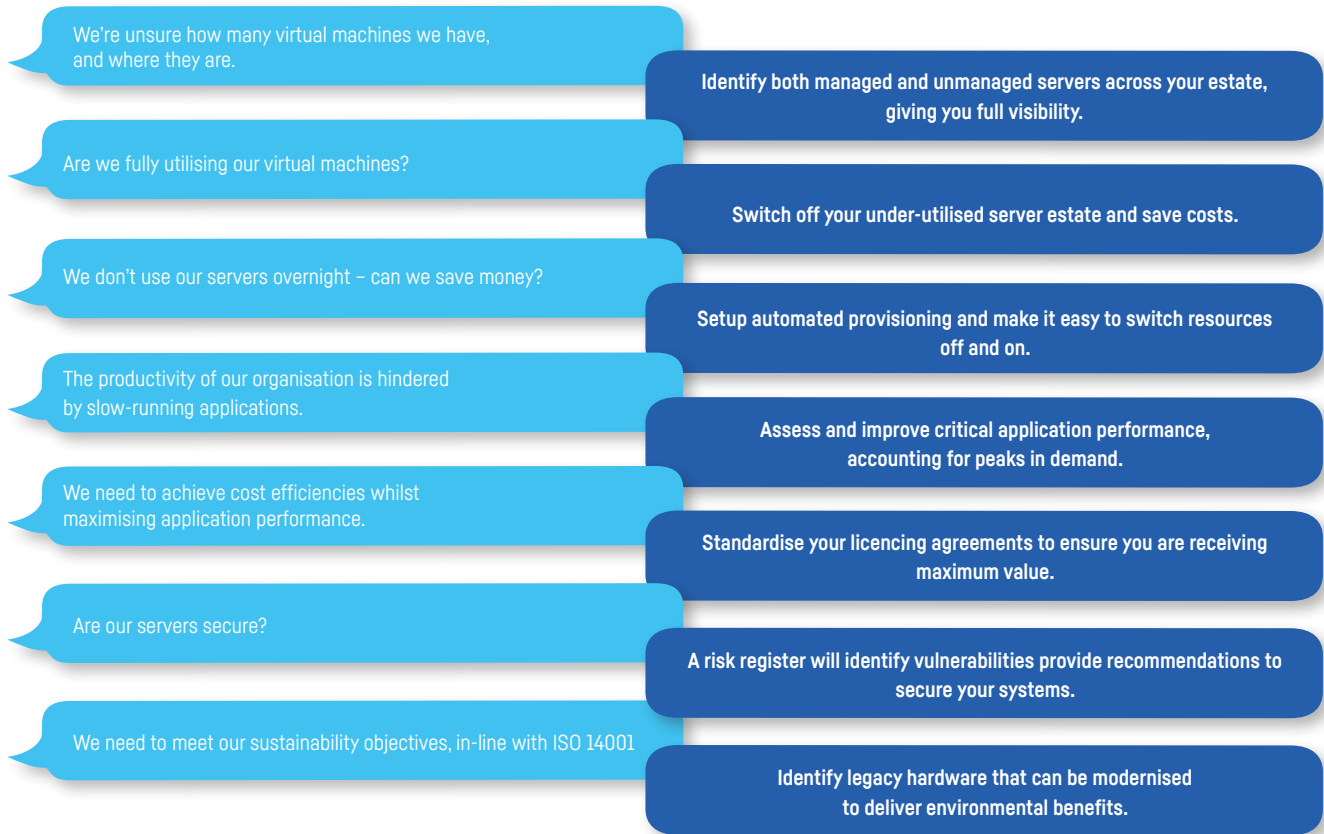 We're unsure how many virtual machines we have,
and where they are.
Identify both managed and unmanaged servers across your estate,
giving you full visibility.
Are we fully utilising our virtual machines?
Switch off your under-utilised server estate and save costs.
We don't use our servers overnight – can we save money?
Setup automated provisioning and make it easy to switch resources
off and on.
The productivity of our organisation is hindered
by slow-running applications.
Assess and improve critical application performance,
accounting for peaks in demand.
We need to achieve cost efficiencies whilst
maximising application performance.
Standardise your licencing agreements to ensure you are receiving
maximum value.
Are our servers secure?
A risk register will identify vulnerabilities provide recommendations to
secure your systems.
We need to meet our sustainability objectives, in-line with ISO 14001
Identify legacy hardware that can be modernised
to deliver environmental benefits.